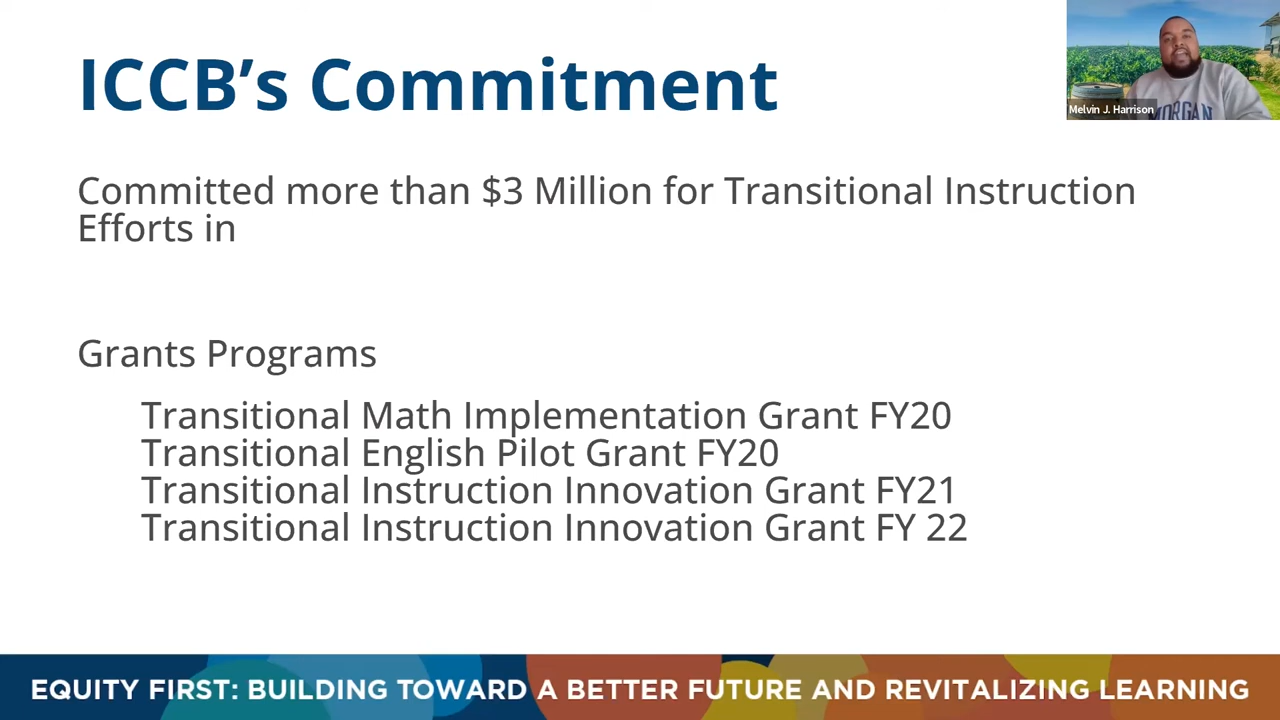 ICCB’s Commitment
Melvin J. Harrison
MORGAN
Committed more than $3 Million for Transitional Instruction
Efforts in
Grants Programs
Transitional Math Implementation Grant FY20
Transitional English Pilot Grant FY20
Transitional Instruction Innovation Grant FY21
Transitional Instruction Innovation Grant FY 22
EQUITY FIRST: BUILDING TOWARD A BETTER FUTURE AND REVITALIZING LEARNING